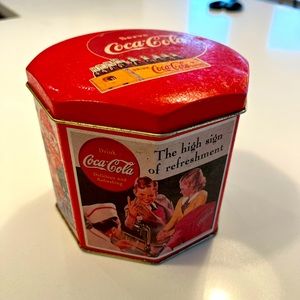 Serve
Coca-Cola
Coca-Cola
Drink
Coca-Cola
Delicious and
Refreshing
The high sign
of refreshment